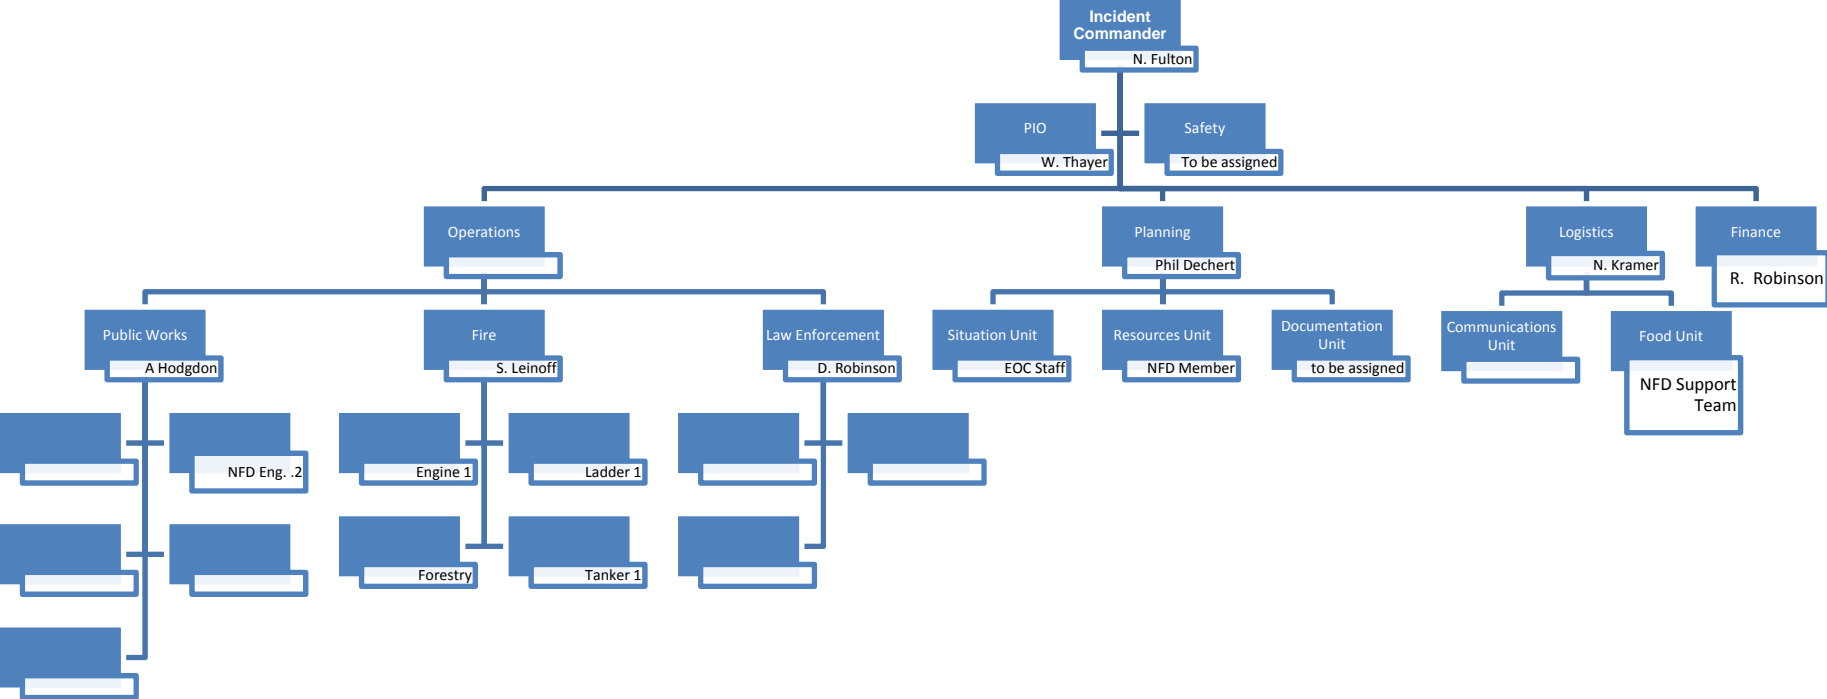 Incident
Commander
N. Fulton
PIO
W. Thayer
Safety
To be assigned
Operations
Planning
Phil Dechert
Logistics
N. Kramer
Finance
R.  Robinson
Public Works
A Hodgdon
Fire
S. Leinoff
Law Enforcement
D. Robinson
Situation Unit
EOC Staff
Resources Unit
NFD Member
Documentation
Unit
to be assigned
Communications
Unit
Food Unit
NFD Support
Team
NFD Eng. .2
Engine 1
Ladder 1
Forestry
Tanker 1